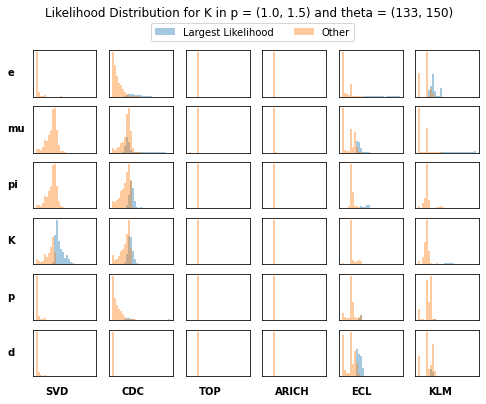 Likelihood Distribution for K in p = (1.0, 1.5) and theta = (133, 150)
Largest Likelihood Other
e
mu
pi
K
p
d
SVD CDC TOP ARICH ECL KLM